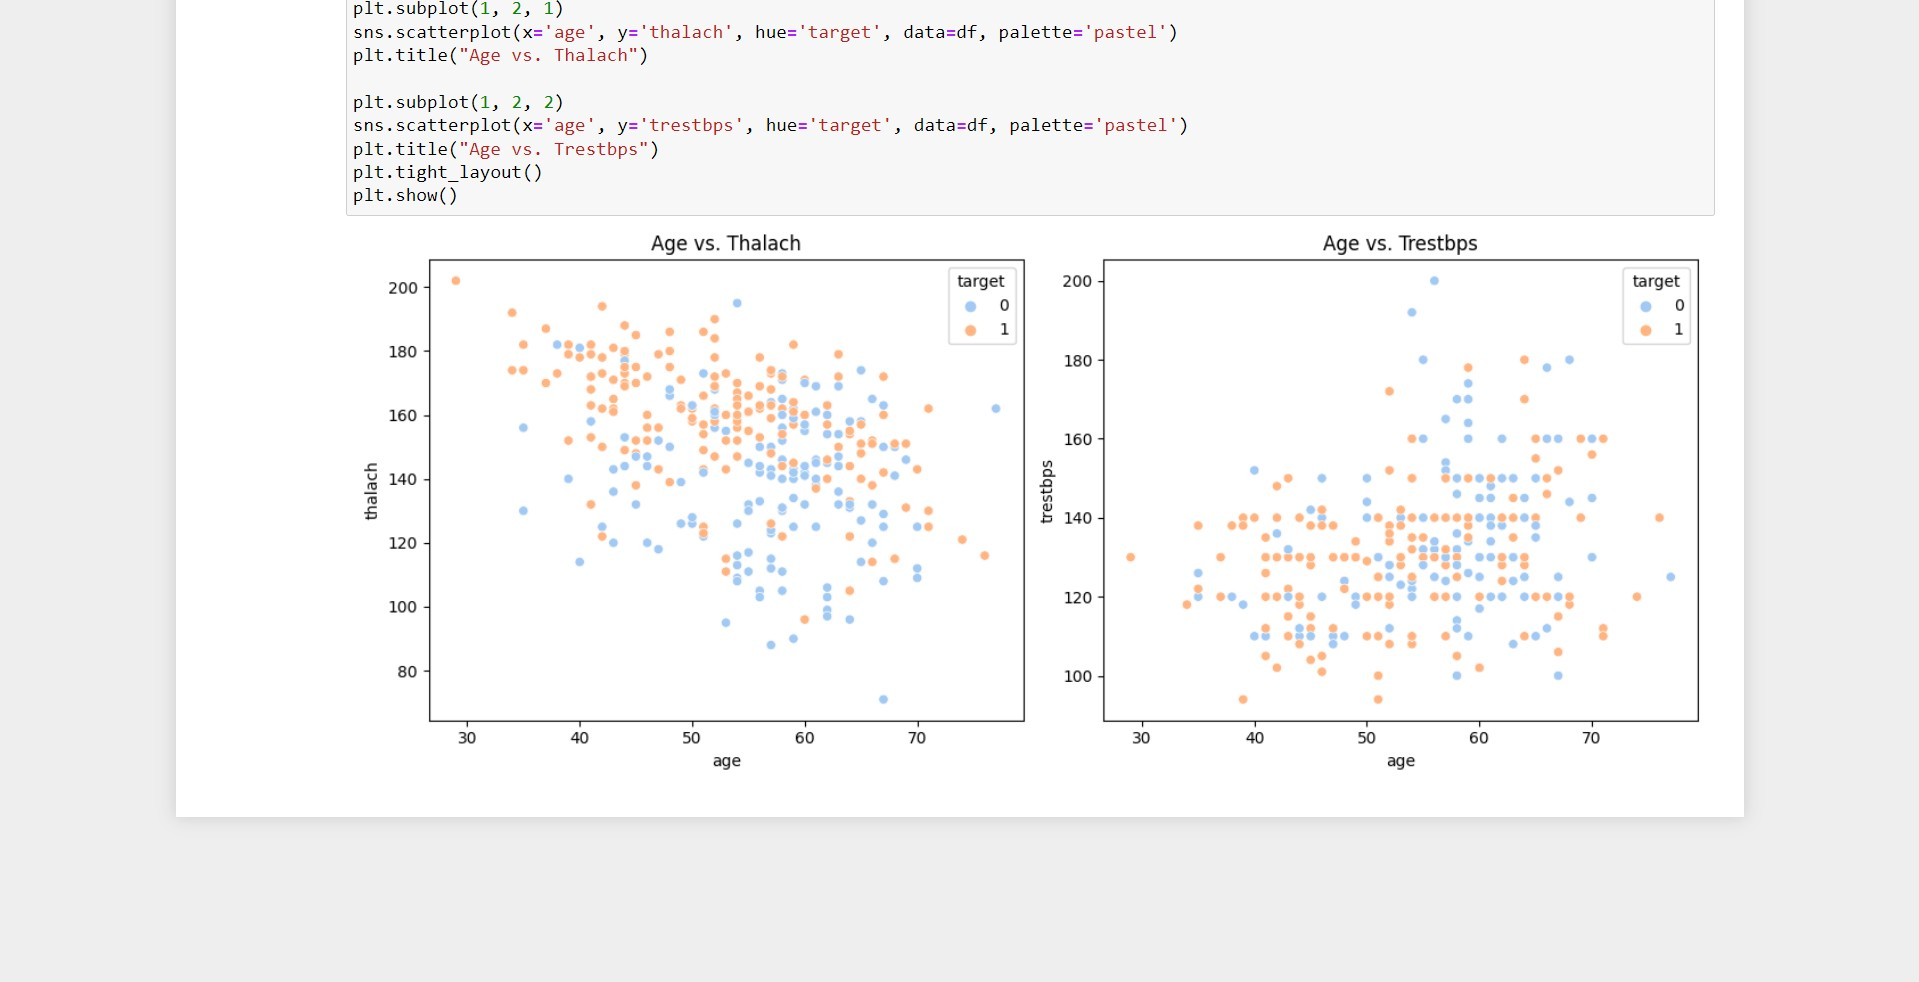 plt.subplot(1, 2, 1)
sns.scatterplot(x='age', y='thalach', hue='target', data=df, palette='pastel')
plt.title("Age vs. Thalach")
plt.subplot(1, 2, 2)
sns.scatterplot(x='age', y='trestbps', hue='target', data=df, palette='pastel')
plt.title("Age vs. Trestbps")
plt.tight_layout()
plt.show()
Age vs. Thalach
target
0
1
200
180
160
140
120
100
80
thalach
30 40 50 60 70
age
Age vs. Trestbps
target
0
1
200
180
160
140
120
100
trestbps
30 40 50 60 70
age